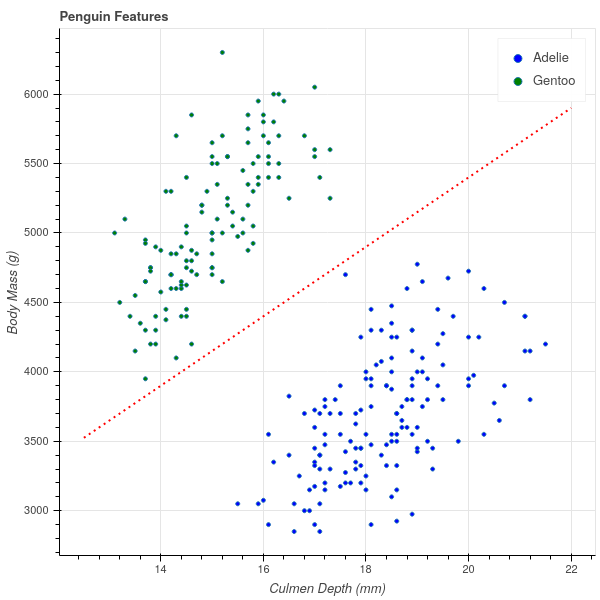 Penguin Features
Adelie
Gentoo
6000
5500
5000
4500
4000
3500
3000
Body Mass (g)
14 16 18 20 22
Culmen Depth (mm)